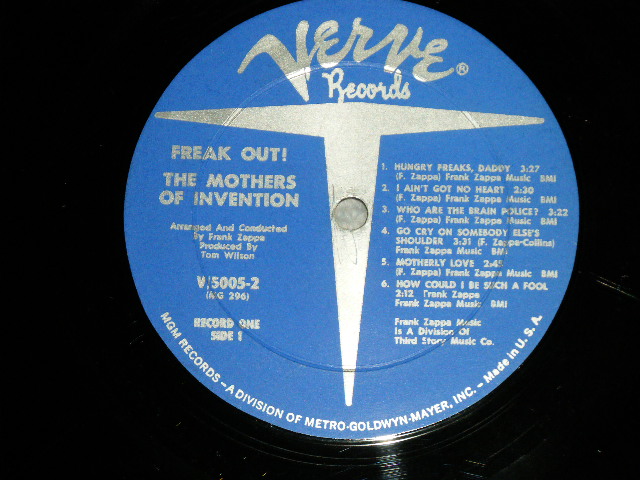 VERVE®
Records
FREAK OUT!
THE MOTHERS
OF INVENTION
Arranged And Conducted
By Frank Zappa
Produced By
Tom Wilson
V/5005-2
(MG 296)
RECORD ONE
SIDE 1
1. HUNGRY FREAKS, DADDY 3:27
(F. Zappa) Frank Zappa Music BMI
2. I AIN'T GOT NO HEART 2:30
(F. Zappa) Frank Zappa Music BMI
3. WHO ARE THE BRAIN POLICE? 3:22
(F. Zappa) Frank Zappa Music BMI
4. GO CRY ON SOMEBODY ELSE'S
SHOULDER 3:31 (F. Zappa-Collins)
Frank Zappa Music BMI
5. MOTHERLY LOVE 2:45
(F. Zappa) Frank Zappa Music BMI
6. HOW COULD I BE SUCH A FOOL
2:12 Frank Zappa
Frank Zappa Music BMI
Frank Zappa Music
Is A Division Of
Third Story Music Co.
MGM RECORDS – A DIVISION OF METRO-GOLDWYN-MAYER, INC. – Made in U.S.A.